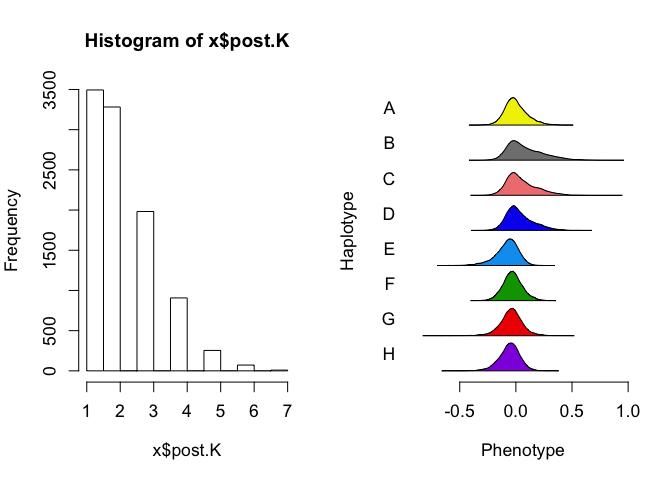 Histogram of x$post.K
Frequency
0
500
1500
2500
3500
1 2 3 4 5 6 7
x$post.K
Haplotype
A
B
C
D
E
F
G
H
-0.5 0.0 0.5 1.0
Phenotype